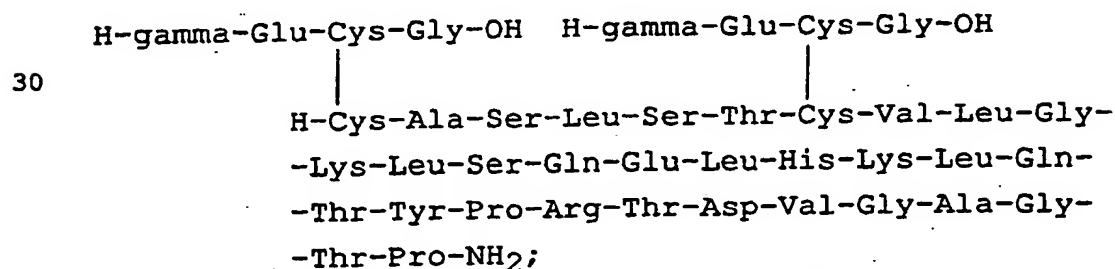 H-gamma-Glu-Cys-Gly-OH H-gamma-Glu-Cys-Gly-OH
30
H-Cys-Ala-Ser-Leu-Ser-Thr-Cys-Val-Leu-Gly-
-Lys-Leu-Ser-Gln-Glu-Leu-His-Lys-Leu-Gln-
-Thr-Tyr-Pro-Arg-Thr-Asp-Val-Gly-Ala-Gly-
-Thr-Pro-NH2;